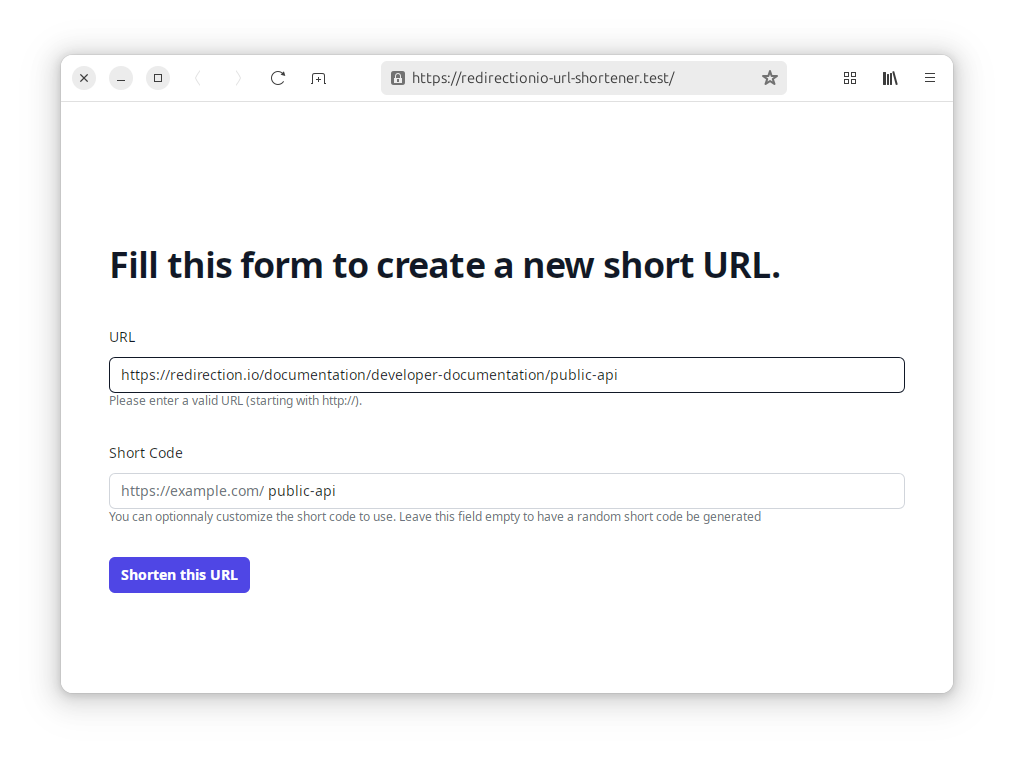 https://redirectionio-url-shortener.test/
Fill this form to create a new short URL.
URL
https://redirection.io/documentation/developer-documentation/public-api
Please enter a valid URL (starting with http://).
Short Code
https://example.com/ public-api
You can optionnaly customize the short code to use. Leave this field empty to have a random short code be generated
Shorten this URL